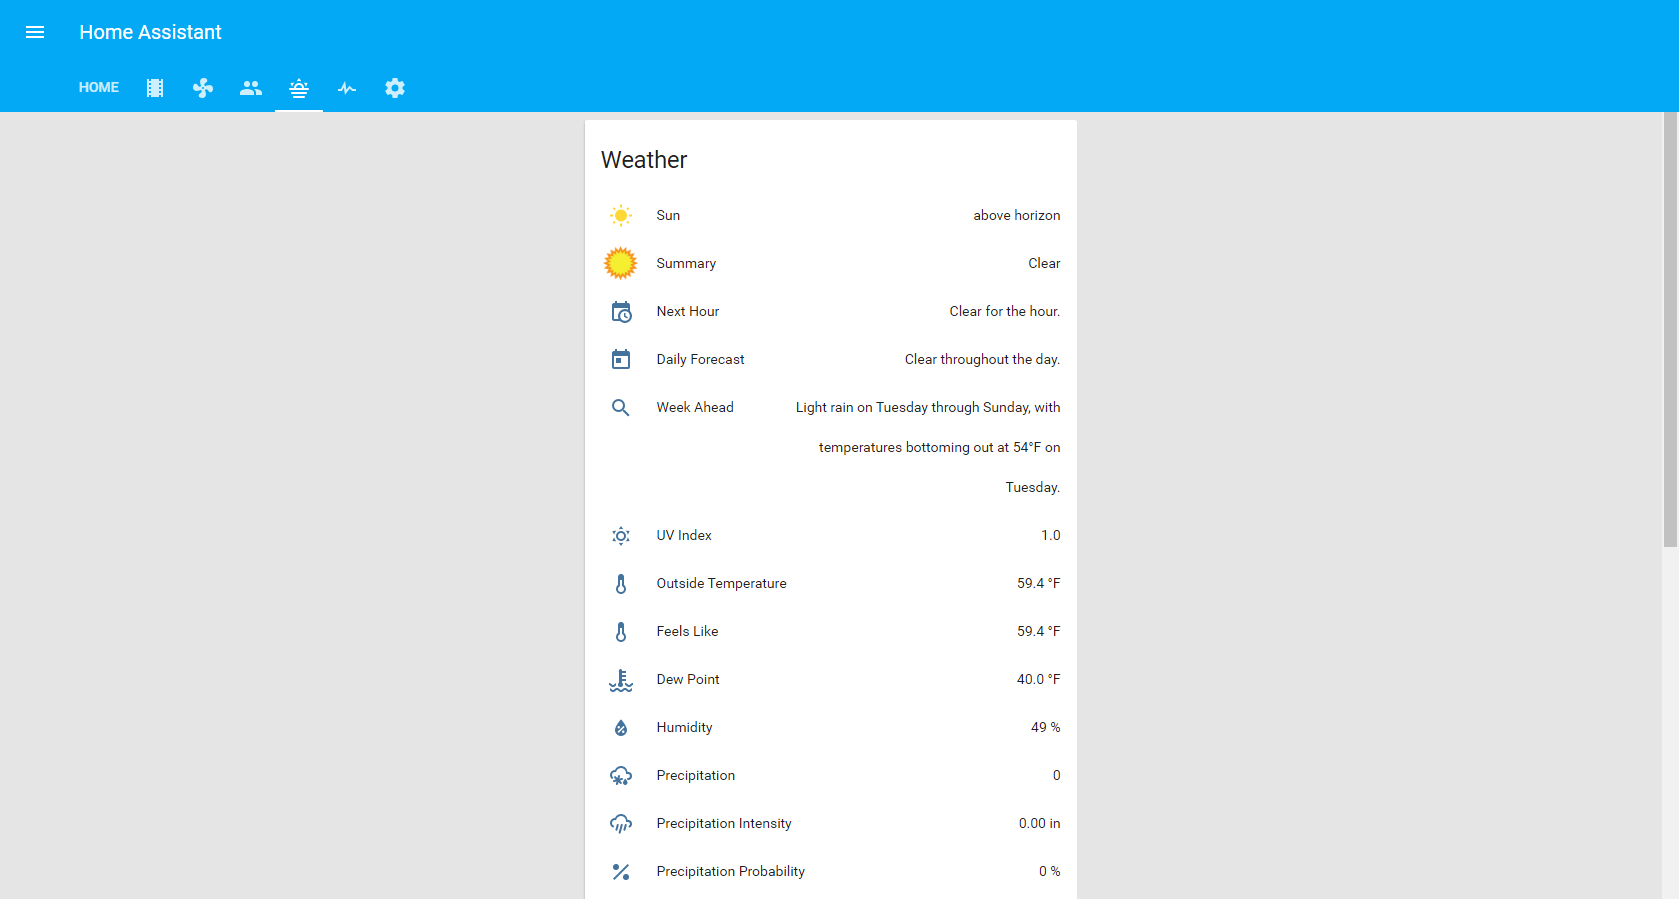 Home Assistant
HOME
Weather
Sun above horizon
Summary Clear
Next Hour Clear for the hour.
Daily Forecast Clear throughout the day.
Week Ahead Light rain on Tuesday through Sunday, with
temperatures bottoming out at 54°F on
Tuesday.
UV Index 1.0
Outside Temperature 59.4 °F
Feels Like 59.4 °F
Dew Point 40.0 °F
Humidity 49 %
Precipitation 0
Precipitation Intensity 0.00 in
Precipitation Probability 0 %